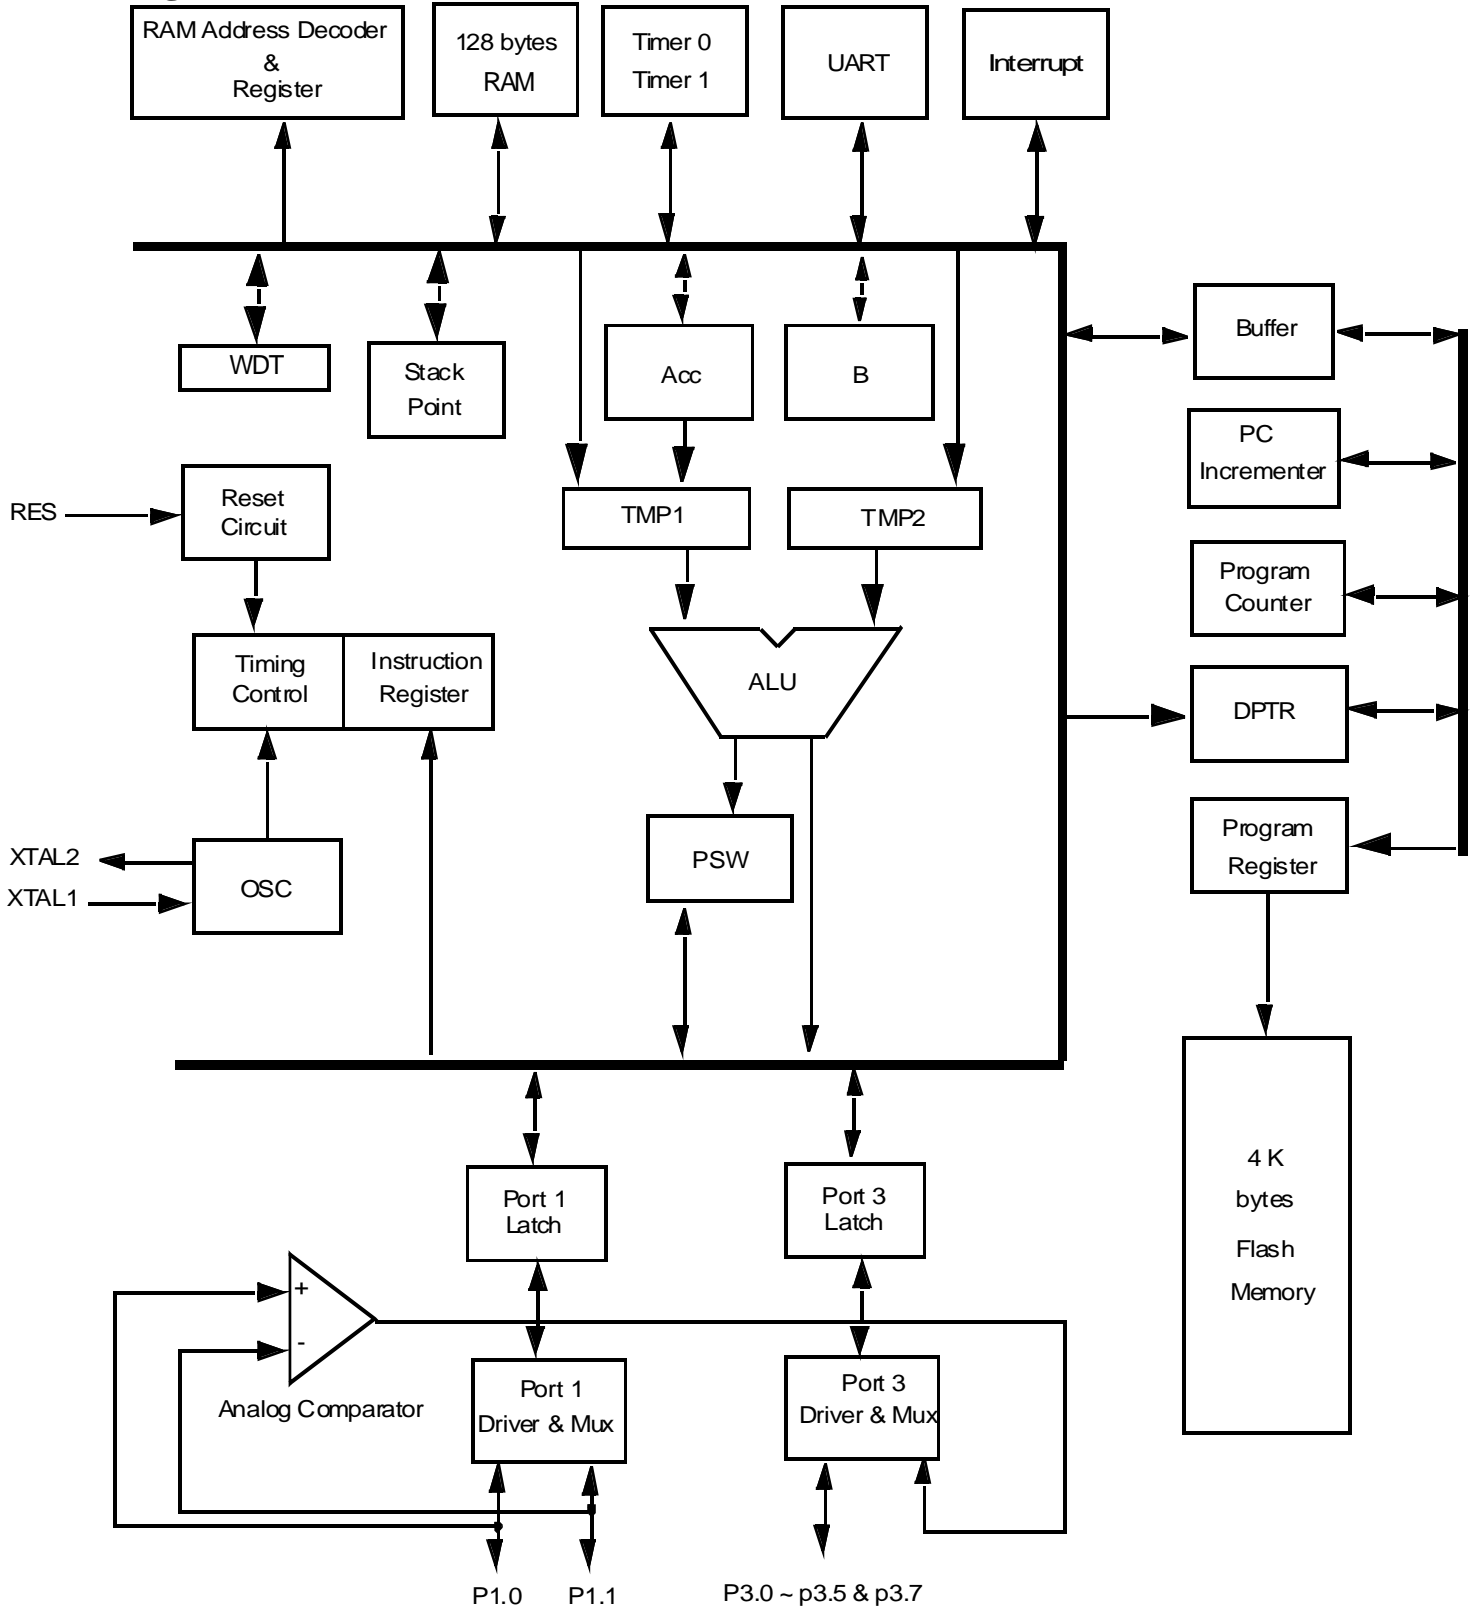 RAM Address Decoder
&
Register
128 bytes
RAM
Timer 0
Timer 1
UART
Interrupt
WDT
Stack
Point
Acc
B
Buffer
PC
Incrementer
RES
Reset
Circuit
TMP1
TMP2
Program
Counter
Timing
Control
Instruction
Register
ALU
DPTR
XTAL2
XTAL1
OSC
PSW
Program
Register
Port 1
Latch
Port 3
Latch
4 K
bytes
Flash
Memory
+
-
Analog Comparator
Port 1
Driver & Mux
Port 3
Driver & Mux
P1.0
P1.1
P3.0 ~ p3.5 & p3.7